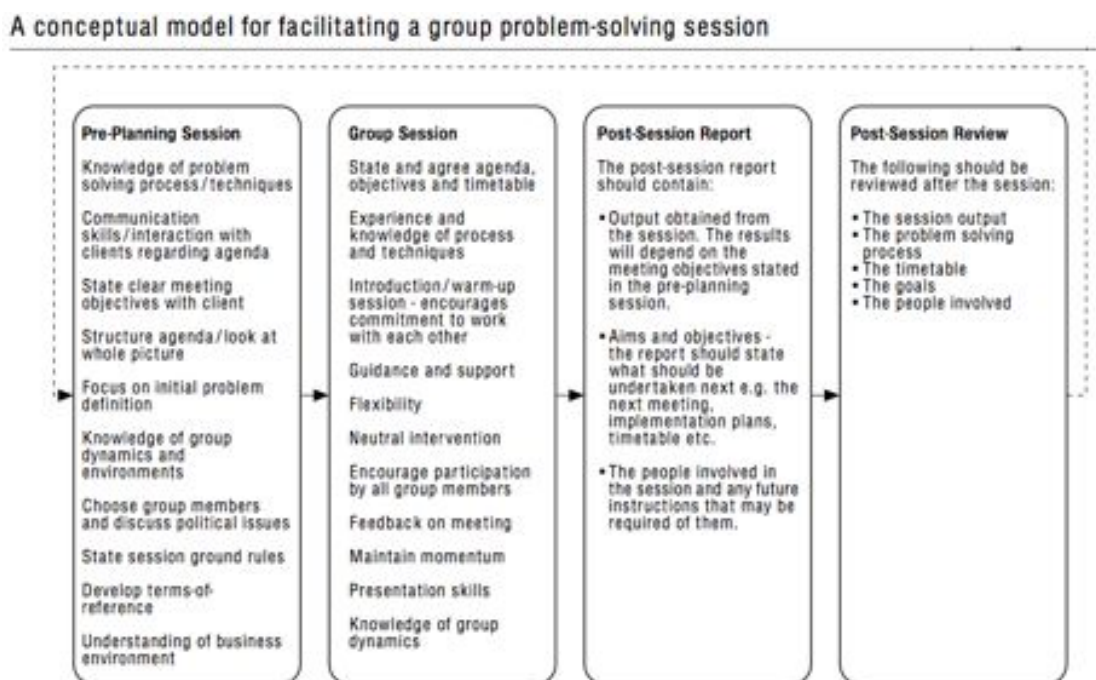 A conceptual model for facilitating a group problem-solving session
Pre-Planning Session
Knowledge of problem
solving process/techniques
Communication
skills/interaction with
clients regarding agenda
State clear meeting
objectives with client
Structure agenda/look at
whole picture
Focus on initial problem
definition
Knowledge of group
dynamics and
environments
Choose group members
and discuss political issues
State session ground rules
Develop terms-of-
reference
Understanding of business
environment
Group Session
State and agree agenda,
objectives and timetable
Experience and
knowledge of process
and techniques
Introduction/warm-up
session - encourages
commitment to work
with each other
Guidance and support
Flexibility
Neutral intervention
Encourage participation
by all group members
Feedback on meeting
Maintain momentum
Presentation skills
Knowledge of group
dynamics
Post-Session Report
The post-session report
should contain:
• Output obtained from
the session. The results
will depend on the
meeting objectives stated
in the pre-planning
session.
• Aims and objectives -
the report should state
what should be
undertaken next e.g. the
next meeting,
implementation plans,
timetable etc.
• The people involved in
the session and any future
instructions that may be
required of them.
Post-Session Review
The following should be
reviewed after the session:
• The session output
• The problem solving
process
• The timetable
• The goals
• The people involved